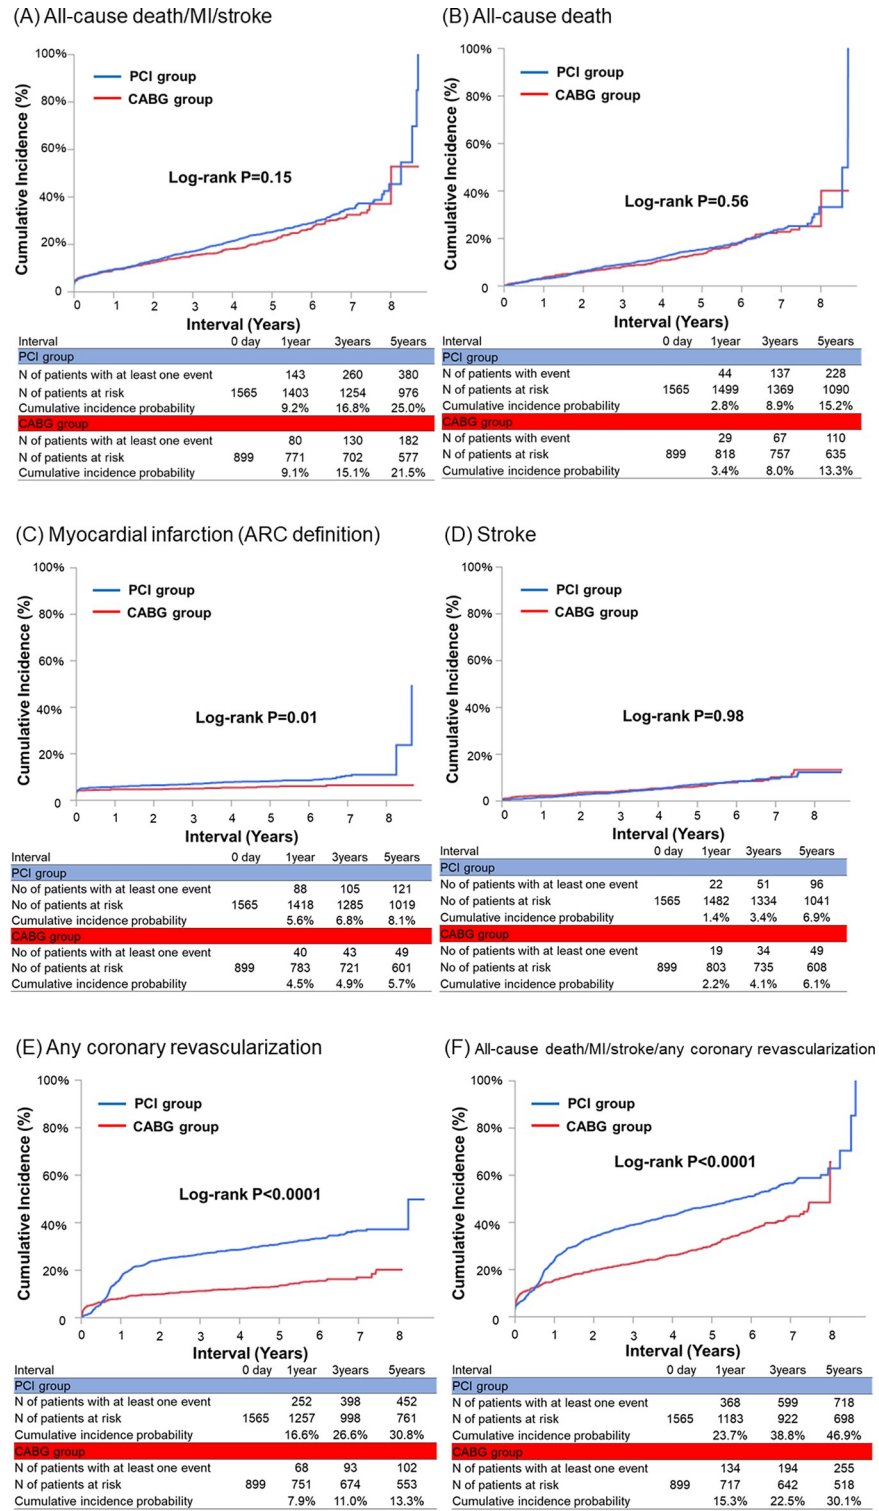 (A) All-cause death/MI/stroke
Cumulative Incidence (%)
100%
80%
60%
40%
20%
0
PCI group
CABG group
Log-rank P=0.15
0 1 2 3 4 5 6 7 8
Interval (Years)
Interval 0 day 1year 3years 5years
PCI group
N of patients with at least one event 143 260 380
N of patients at risk 1565 1403 1254 976
Cumulative incidence probability 9.2% 16.8% 25.0%
CABG group
N of patients with at least one event 80 130 182
N of patients at risk 899 771 702 577
Cumulative incidence probability 9.1% 15.1% 21.5%
(B) All-cause death
Cumulative Incidence (%)
100%
80%
60%
40%
20%
0
PCI group
CABG group
Log-rank P=0.56
0 1 2 3 4 5 6 7 8
Interval (Years)
Interval 0 day 1year 3years 5years
PCI group
N of patients with event 44 137 228
N of patients at risk 1565 1499 1369 1090
Cumulative incidence probability 2.8% 8.9% 15.2%
CABG group
N of patients with event 29 67 110
N of patients at risk 899 818 757 635
Cumulative incidence probability 3.4% 8.0% 13.3%
(C) Myocardial infarction (ARC definition)
Cumulative Incidence (%)
100%
80%
60%
40%
20%
0
PCI group
CABG group
Log-rank P=0.01
0 1 2 3 4 5 6 7 8
Interval (Years)
Interval 0 day 1year 3years 5years
PCI group
No of patients with at least one event 88 105 121
No of patients at risk 1565 1418 1285 1019
Cumulative incidence probability 5.6% 6.8% 8.1%
CABG group
No of patients with at least one event 40 43 49
No of patients at risk 899 783 721 601
Cumulative incidence probability 4.5% 4.9% 5.7%
(D) Stroke
Cumulative Incidence (%)
100%
80%
60%
40%
20%
0
PCI group
CABG group
Log-rank P=0.98
0 1 2 3 4 5 6 7 8
Interval (Years)
Interval 0 day 1year 3years 5years
PCI group
No of patients with at least one event 22 51 96
No of patients at risk 1565 1482 1334 1041
Cumulative incidence probability 1.4% 3.4% 6.9%
CABG group
No of patients with at least one event 19 34 49
No of patients at risk 899 803 735 608
Cumulative incidence probability 2.2% 4.1% 6.1%
(E) Any coronary revascularization
Cumulative Incidence (%)
100%
80%
60%
40%
20%
0
PCI group
CABG group
Log-rank P<0.0001
0 1 2 3 4 5 6 7 8
Interval (Years)
Interval 0 day 1year 3years 5years
PCI group
N of patients with at least one event 252 398 452
N of patients at risk 1565 1257 998 761
Cumulative incidence probability 16.6% 26.6% 30.8%
CABG group
N of patients with at least one event 68 93 102
N of patients at risk 899 751 674 553
Cumulative incidence probability 7.9% 11.0% 13.3%
(F) All-cause death/MI/stroke/any coronary revascularization
Cumulative Incidence (%)
100%
80%
60%
40%
20%
0
PCI group
CABG group
Log-rank P<0.0001
0 1 2 3 4 5 6 7 8
Interval (Years)
Interval 0 day 1year 3years 5years
PCI group
N of patients with at least one event 368 599 718
N of patients at risk 1565 1183 922 698
Cumulative incidence probability 23.7% 38.8% 46.9%
CABG group
N of patients with at least one event 134 194 255
N of patients at risk 899 717 642 518
Cumulative incidence probability 15.3% 22.5% 30.1%